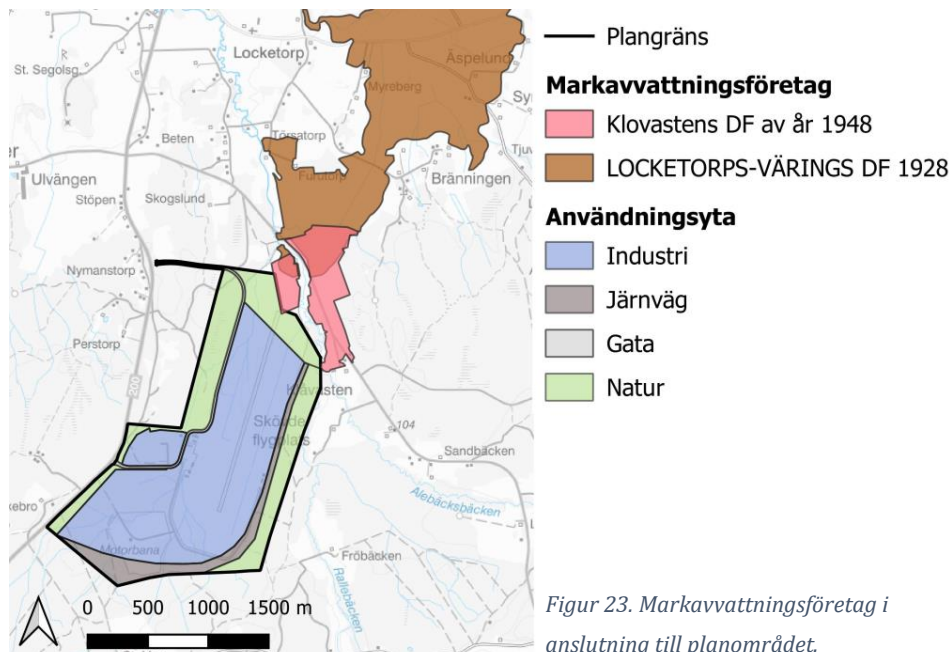 Locketorp
St. Segolsg.
Äspelund
Myreberg
Beten
Törsatorp
Ulvängen
Furutorp
Bränningen
Stöpen
Skogslund
Nymanstorp
Perstorp
200
Klovasten
Skövde
flygplats
104
Sandbäcken
Alebäcksbäcken
Motorbana
Fröbäcken
Rallebäcken
0 500 1000 1500 m
Plangräns
Markavvattningsföretag
Klovastens DF av år 1948
LOCKETORPS-VÄRINGS DF 1928
Användningsyta
Industri
Järnväg
Gata
Natur
Figur 23. Markavvattningsföretag i
anslutning till planområdet.